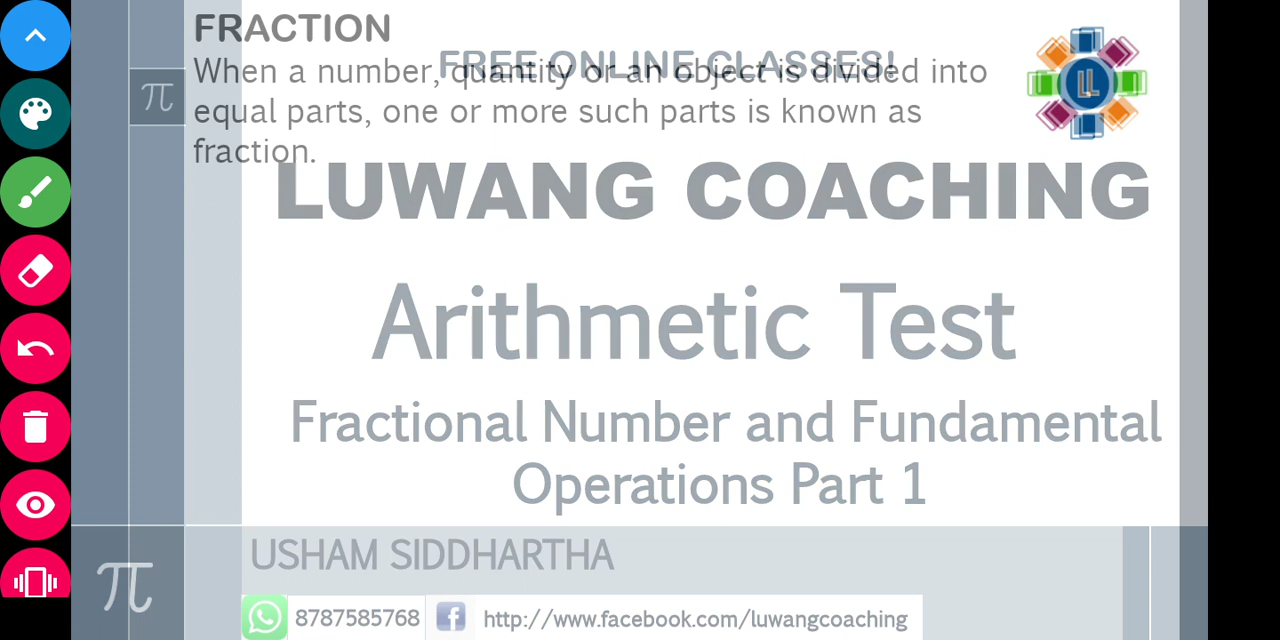 FRACTION
FREE ONLINE CLASSES!
When a number, quantity or an object is divided into
equal parts, one or more such parts is known as
fraction.
LL
π
LUWANG COACHING
Arithmetic Test
Fractional Number and Fundamental
Operations Part 1
USHAM SIDDHARTHA
π
8787585768
http://www.facebook.com/luwangcoaching